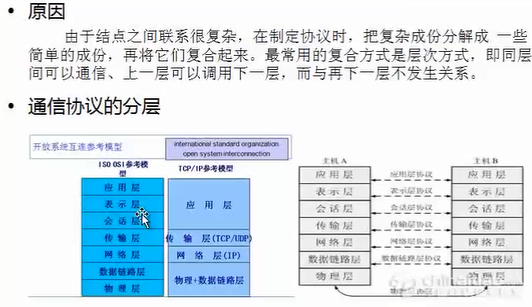 • 原因
由于结点之间联系很复杂，在制定协议时，把复杂成份分解成 一些
简单的成份，再将它们复合起来。最常用的复合方式是层次方式，即同层
间可以通信、上一层可以调用下一层，而与再下一层不发生关系。
• 通信协议的分层
开放系统互连参考模型
international standard organization
open system interconnection
ISO OSI参考模
型
TCP/IP参考模型
应用层
表示层
会话层
传输层
网络层
数据链路层
物理层
应用层
传输层(TCP/UDP)
网络层(IP)
物理+数据链路层
主机 A
主机 B
应用层
应用层协议
应用层
表示层
表示层协议
表示层
会话层
会话层协议
会话层
传输层
传输层协议
传输层
网络层
网络层协议
网络层
数据链路层
数据链路层协议
数据链路层
物理层
物理层